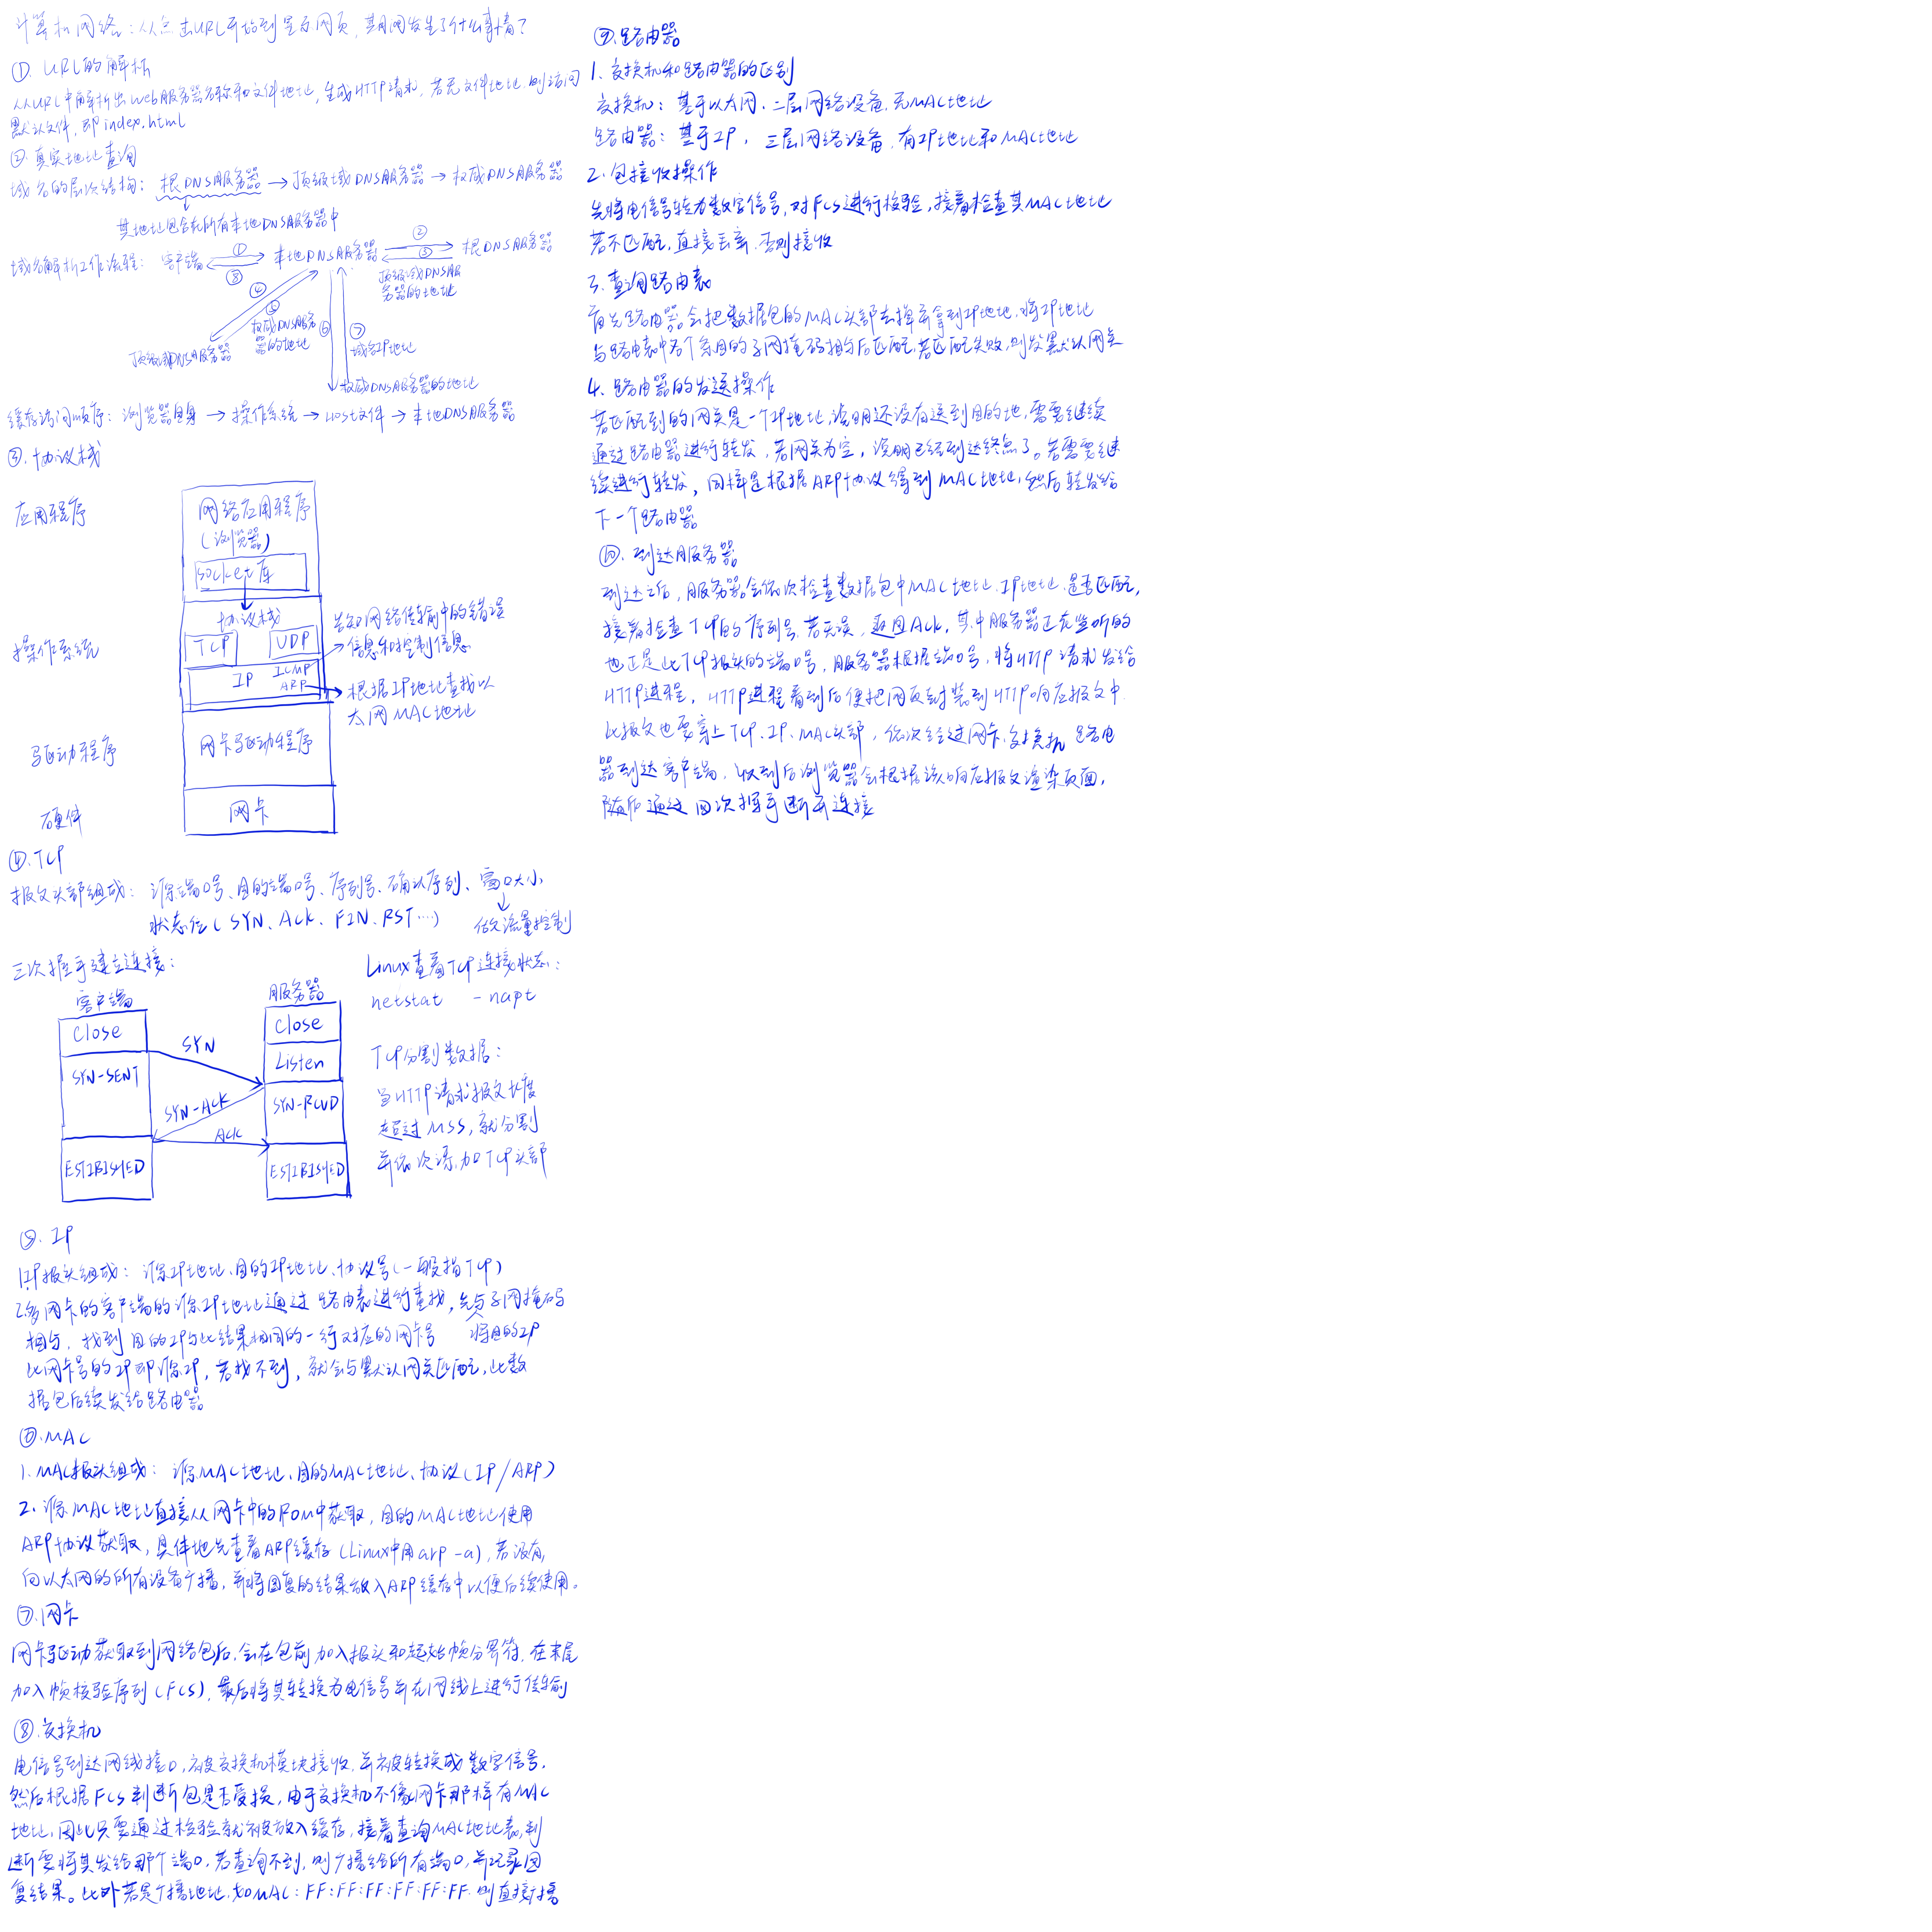 计算机网络：从点击URL开始到显示网页，其间网发生了什么事情？
①. URL的解析
从URL中解析出Web服务器名称和文件地址，生成HTTP请求，若无文件地址，则访问
默认文件，即index.html
②. 真实地址查询
域名的层次结构：根DNS服务器→顶级域DNS服务器→权威DNS服务器
其地址包含在所有本地DNS服务器中
域名解析工作流程：客户端 ① ⑧ 本地DNS服务器 ② ③ 根DNS服务器
顶级域DNS服
务器的地址
④
⑤
权威DNS服务
器的地址
⑥
⑦
域名IP地址
顶级域DNS服务器
权威DNS服务器的地址
缓存访问顺序：浏览器自身→操作系统→host文件→本地DNS服务器
③. 协议栈
应用程序
网络应用程序
（浏览器）
socket库
操作系统
协议栈
TCP UDP
IP ICMP
ARP
告知网络传输中的错误
信息和控制信息
根据IP地址查找以
太网MAC地址
驱动程序
网卡驱动程序
硬件
网卡
④. TCP
报文头部组成：源端口号、目的端口号、序列号、确认序列、窗口大小
状态位（SYN、ACK、FIN、RST…）
做流量控制
三次握手建立连接：
客户端 服务器
Close
SYN-SENT
ESTIBISHED
SYN
SYN-ACK
ACK
Close
Listen
SYN-RCVD
ESTIBISHED
Linux查看TCP连接状态：
netstat -napt
TCP分割数据：
当HTTP请求报文长度
超过MSS，就分割
并依次添加TCP头部
⑤. IP
1.IP报头组成：源IP地址、目的IP地址、协议号（一般指TCP）
2.多网卡的客户端的源IP地址通过路由表进行查找，先与子网掩码
相与，找到目的IP与此结果相同的一行对应的网卡号 将目的IP
此网卡号的IP即源IP，若找不到，就会与默认网关匹配，此数
据包后续发给路由器
⑥. MAC
1. MAC报头组成：源MAC地址、目的MAC地址、协议（IP/ARP）
2. 源MAC地址直接从网卡中的ROM中获取，目的MAC地址使用
ARP协议获取，具体地先查看ARP缓存（Linux中用arp -a），若没有，
向以太网的所有设备广播，并将回复的结果放入ARP缓存中以便后续使用。
⑦. 网卡
网卡驱动获取到网络包后，会在包前加入报头和起始帧分界符，在末尾
加入帧校验序列（FCS），最后将其转换为电信号并在网线上进行传输
⑧. 交换机
电信号到达网线接口，被交换机模块接收，并被转换成数字信号，
然后根据FCS判断包是否受损，由于交换机不像网卡那样有MAC
地址，因此只要通过校验就被放入缓存，接着查询MAC地址表，判
断需要将其发给那个端口，若查询不到，则广播给所有端口，并记录回
复结果。此外若是广播地址，如MAC：FF:FF:FF:FF:FF:FF，则直接广播
⑨. 路由器
1. 交换机和路由器的区别
交换机：基于以太网，二层网络设备，无MAC地址
路由器：基于IP，三层网络设备，有IP地址和MAC地址
2. 包接收操作
先将电信号转为数字信号，对FCS进行校验，接着检查其MAC地址
若不匹配，直接丢弃，否则接收
3. 查询路由表
首先路由器会把数据包的MAC头部去掉并拿到IP地址，将IP地址
与路由表中各个条目的子网掩码相与后匹配，若匹配失败，则发默认网关
4. 路由器的发送操作
若匹配到的网关是一个IP地址，说明还没有送到目的地，需要继续
通过路由器进行转发，若网关为空，说明已经到达终点了。若需要继
续进行转发，同样是根据ARP协议得到MAC地址，然后转发给
下一个路由器
⑩. 到达服务器
到达之后，服务器会依次检查数据包中MAC地址、IP地址，是否匹配，
接着检查TCP的序列号，若无误，返回ACK，其中服务器正在监听的
也正是此TCP报头的端口号，服务器根据端口号，将HTTP请求发给
HTTP进程，HTTP进程看到后便把网页封装到HTTP响应报文中，
此报文也要穿上TCP、IP、MAC头部，依次经过网卡、交换机、路由
器到达客户端，收到后浏览器会根据该响应报文渲染页面，
随后通过四次挥手断开连接